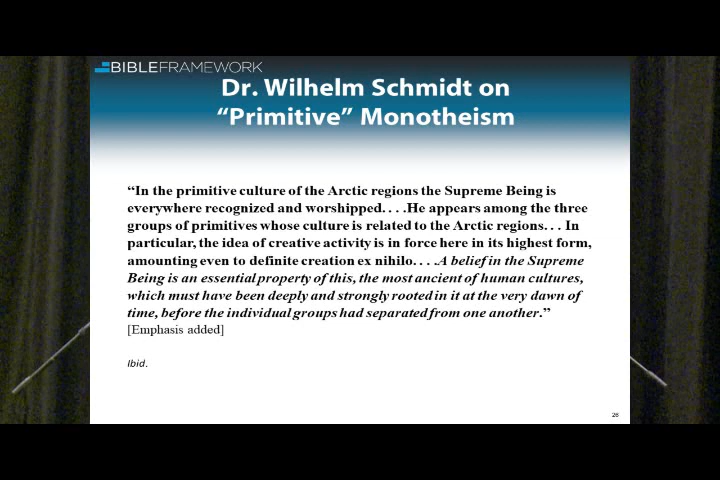 BIBLEFRAMEWORK
Dr. Wilhelm Schmidt on
“Primitive” Monotheism
“In the primitive culture of the Arctic regions the Supreme Being is
everywhere recognized and worshipped. . . .He appears among the three
groups of primitives whose culture is related to the Arctic regions. . . In
particular, the idea of creative activity is in force here in its highest form,
amounting even to definite creation ex nihilo. . . .A belief in the Supreme
Being is an essential property of this, the most ancient of human cultures,
which must have been deeply and strongly rooted in it at the very dawn of
time, before the individual groups had separated from one another.”
[Emphasis added]
Ibid.
26